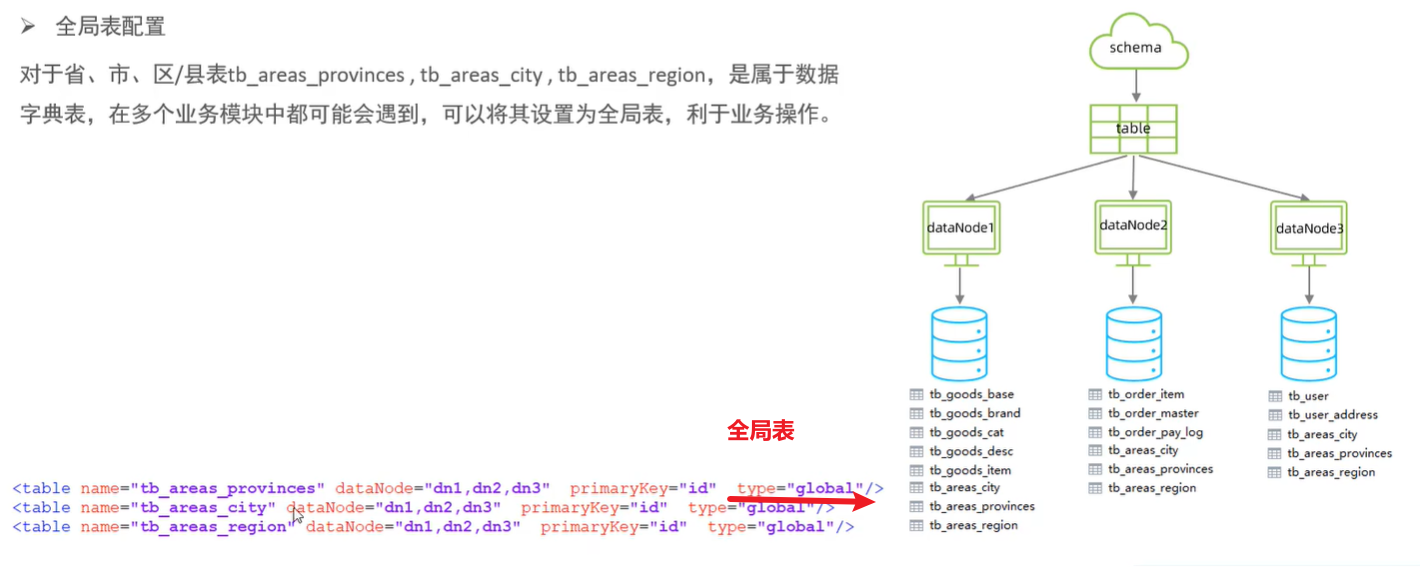 ➢ 全局表配置
对于省、市、区/县表tb_areas_provinces , tb_areas_city , tb_areas_region，是属于数据
字典表，在多个业务模块中都可能会遇到，可以将其设置为全局表，利于业务操作。
全局表
<table name="tb_areas_provinces" dataNode="dn1,dn2,dn3" primaryKey="id" type="global"/>
<table name="tb_areas_city" dataNode="dn1,dn2,dn3" primaryKey="id" type="global"/>
<table name="tb_areas_region" dataNode="dn1,dn2,dn3" primaryKey="id" type="global"/>
schema
table
dataNode1
dataNode2
dataNode3
tb_goods_base
tb_goods_brand
tb_goods_cat
tb_goods_desc
tb_goods_item
tb_areas_city
tb_areas_provinces
tb_areas_region
tb_order_item
tb_order_master
tb_order_pay_log
tb_areas_city
tb_areas_provinces
tb_areas_region
tb_user
tb_user_address
tb_areas_city
tb_areas_provinces
tb_areas_region